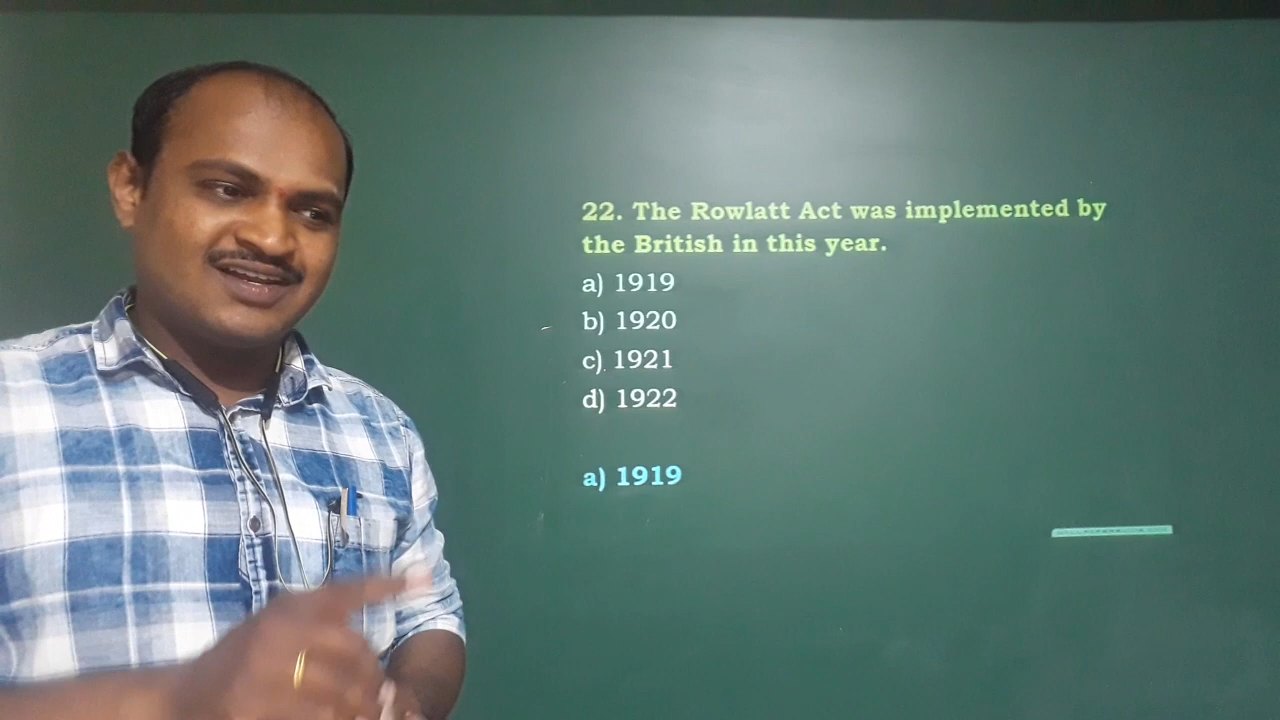 22. The Rowlatt Act was implemented by
the British in this year.
a) 1919
b) 1920
c) 1921
d) 1922
a) 1919